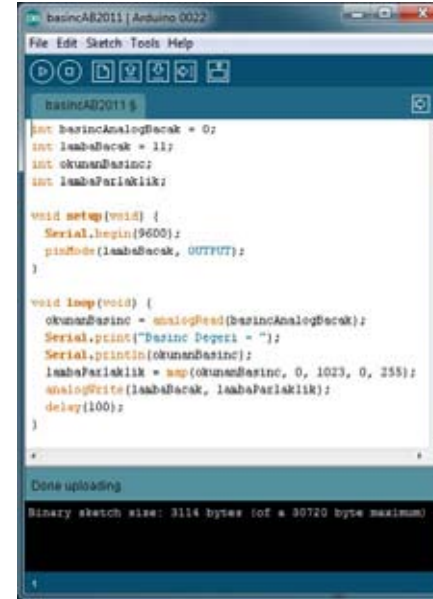 basincAB2011 | Arduino 0022
File Edit Sketch Tools Help
basincAB2011 §
int basincAnalogBacak = 0;
int lambaBacak = 11;
int okunanBasinc;
int lambaParlaklik;
void setup(void) {
Serial.begin(9600);
pinMode(lambaBacak, OUTPUT);
}
void loop(void) {
okunanBasinc = analogRead(basincAnalogBacak);
Serial.print("Basinc Degeri = ");
Serial.println(okunanBasinc);
lambaParlaklik = map(okunanBasinc, 0, 1023, 0, 255);
analogWrite(lambaBacak, lambaParlaklik);
delay(100);
}
Done uploading
Binary sketch size: 3114 bytes (of a 30720 byte maximum)